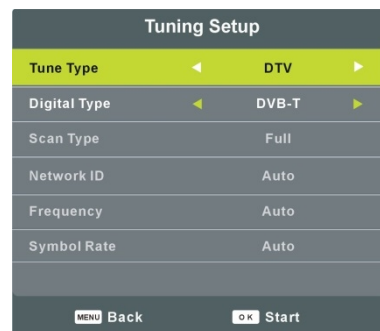 Tuning Setup
Tune Type DTV
Digital Type DVB-T
Scan Type Full
Network ID Auto
Frequency Auto
Symbol Rate Auto
MENU Back OK Start